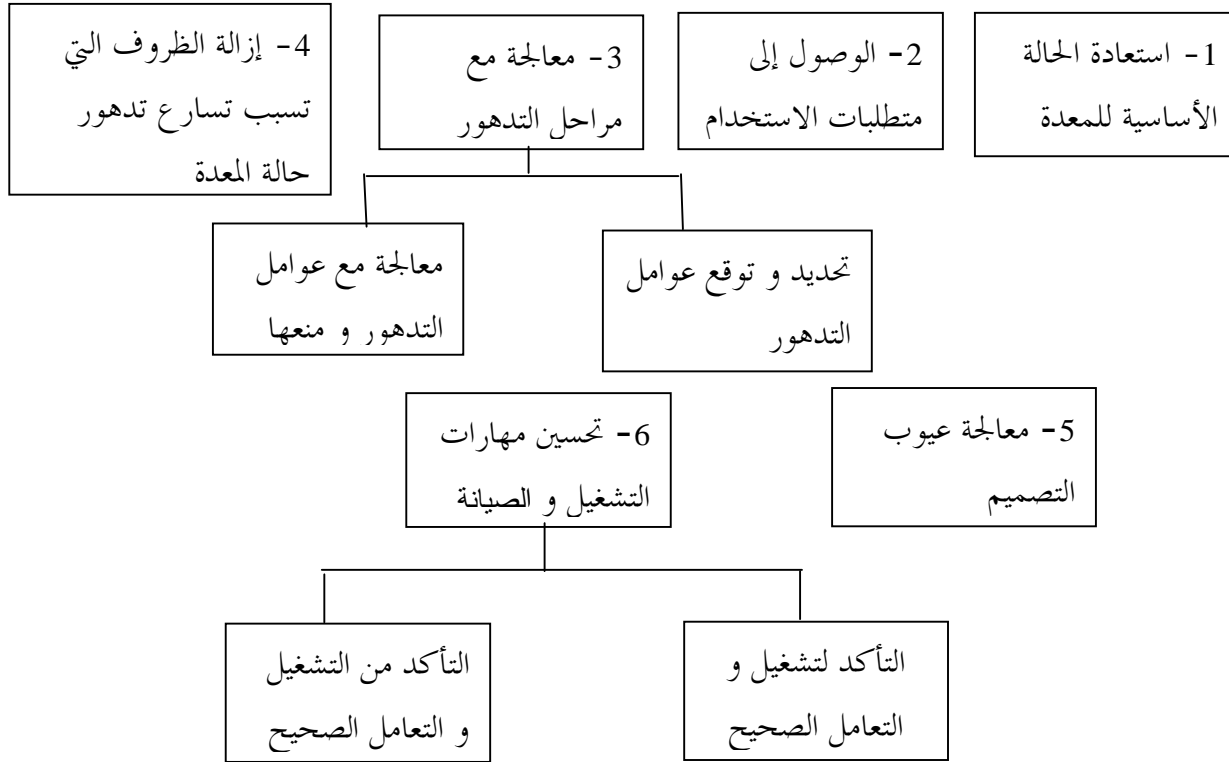 1- استعادة الحالة
الأساسية للمعدة
2- الوصول إلى
متطلبات الاستخدام
3- معالجة مع
مراحل التدهور
4- إزالة الظروف التي
تسبب تسارع تدهور
حالة المعدة
تحديد و توقع عوامل
التدهور
معالجة مع عوامل
التدهور و منعها
5- معالجة عيوب
التصميم
6- تحسين مهارات
التشغيل و الصيانة
التأكد لتشغيل و
التعامل الصحيح
التأكد من التشغيل
و التعامل الصحيح